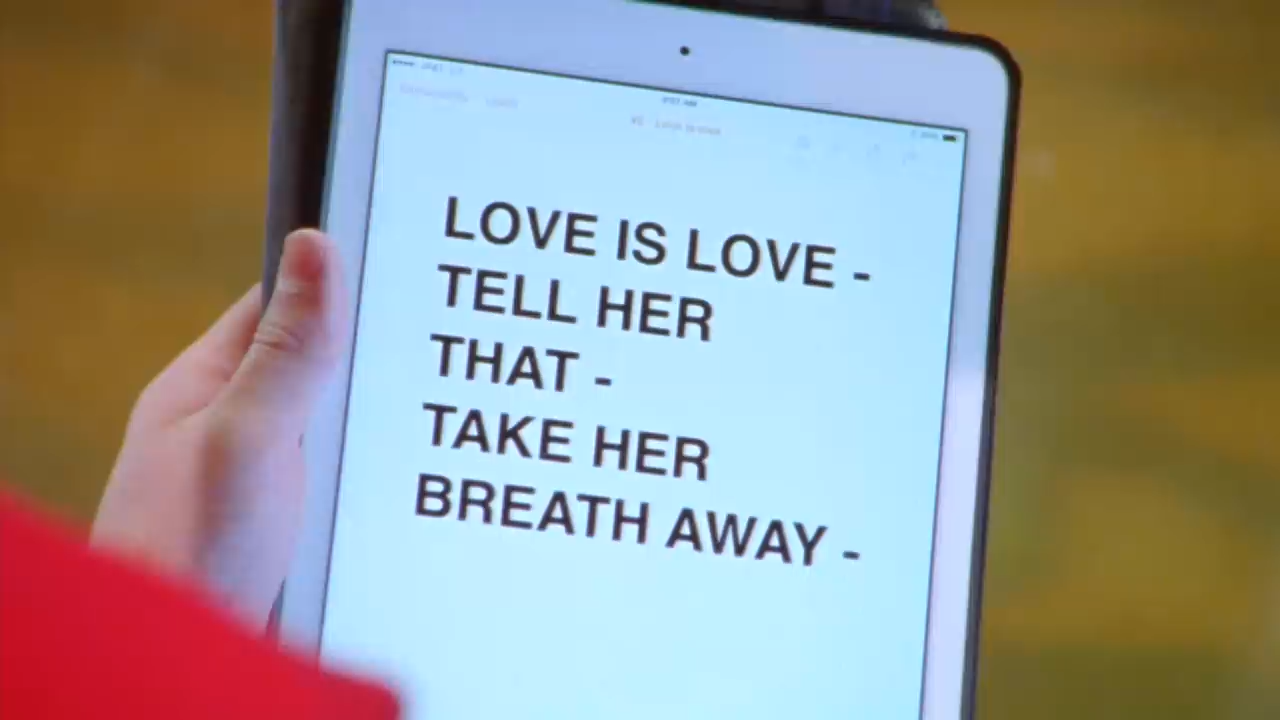 LOVE IS LOVE -
TELL HER
THAT -
TAKE HER
BREATH AWAY -